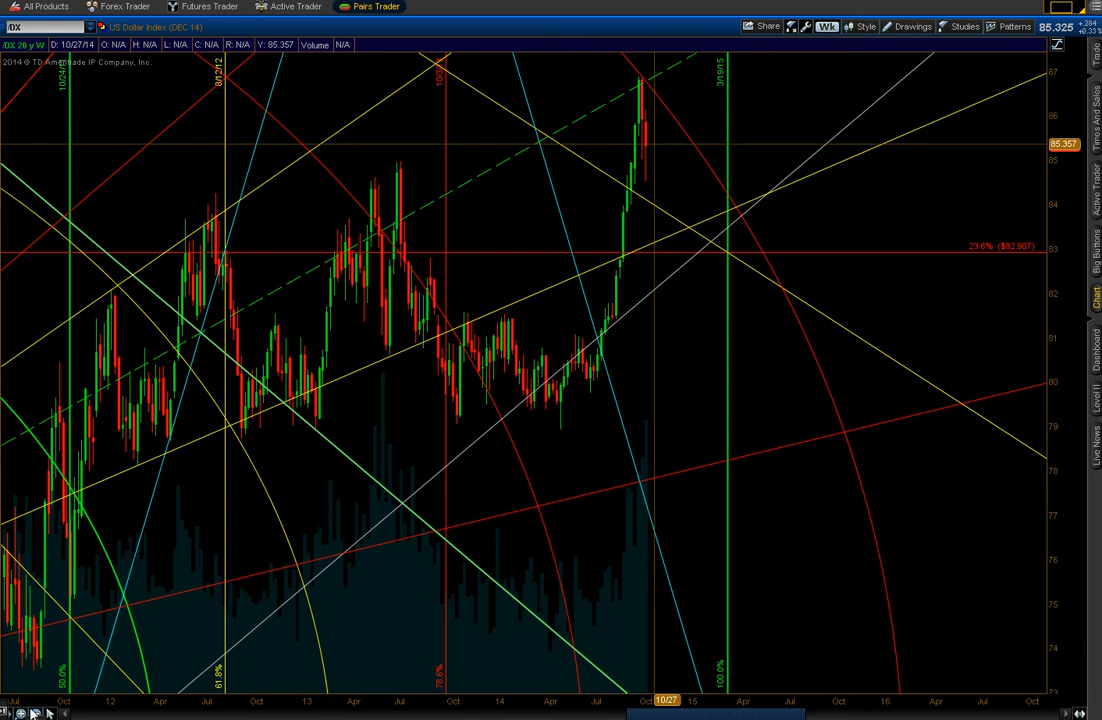 All Products Forex Trader Futures Trader Active Trader Pairs Trader
/DX US Dollar Index (DEC 14) Share Wk Style Drawings Studies Patterns 85.325 +.284
+0.33%
/DX 20 y W D: 10/27/14 O: N/A H: N/A L: N/A C: N/A R: N/A Y: 85.357 Volume N/A
2014 © TD Ameritrade IP Company, Inc.
8/12/12
3/19/15
87
86
85.357
85
84
83
23.6% ($82.907)
82
81
80
79
78
77
76
75
74
73
50.0%
61.8%
78.6%
100.0%
Jul Oct 12 Apr Jul Oct 13 Apr Jul Oct 14 Apr Jul Oct 10/27 15 Apr Jul Oct 16 Apr Jul Oct
Trade
Times And Sales
Active Trader
Big Buttons
Chart
Dashboard
Level II
Live News